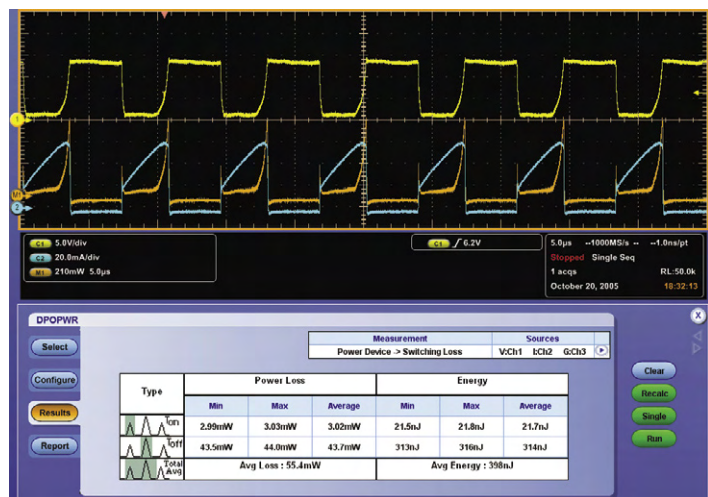 1
M1
2
C1 5.0V/div
C2 20.0mA/div
M1 210mW 5.0µs
C1 6.2V
5.0µs --1000MS/s -- --1.0ns/pt
Stopped Single Seq
1 acqs RL:50.0k
October 20, 2005 18:32:13
DPOPWR
X
Select
Configure
Results
Report
Measurement Sources
Power Device -> Switching Loss V:Ch1 I:Ch2 G:Ch3
Type Power Loss Energy
Min Max Average Min Max Average
Ton 2.99mW 3.03mW 3.02mW 21.5nJ 21.8nJ 21.7nJ
Toff 43.5mW 44.0mW 43.7mW 313nJ 316nJ 314nJ
Total Avg Avg Loss : 55.4mW Avg Energy : 398nJ
Clear
Recalc
Single
Run